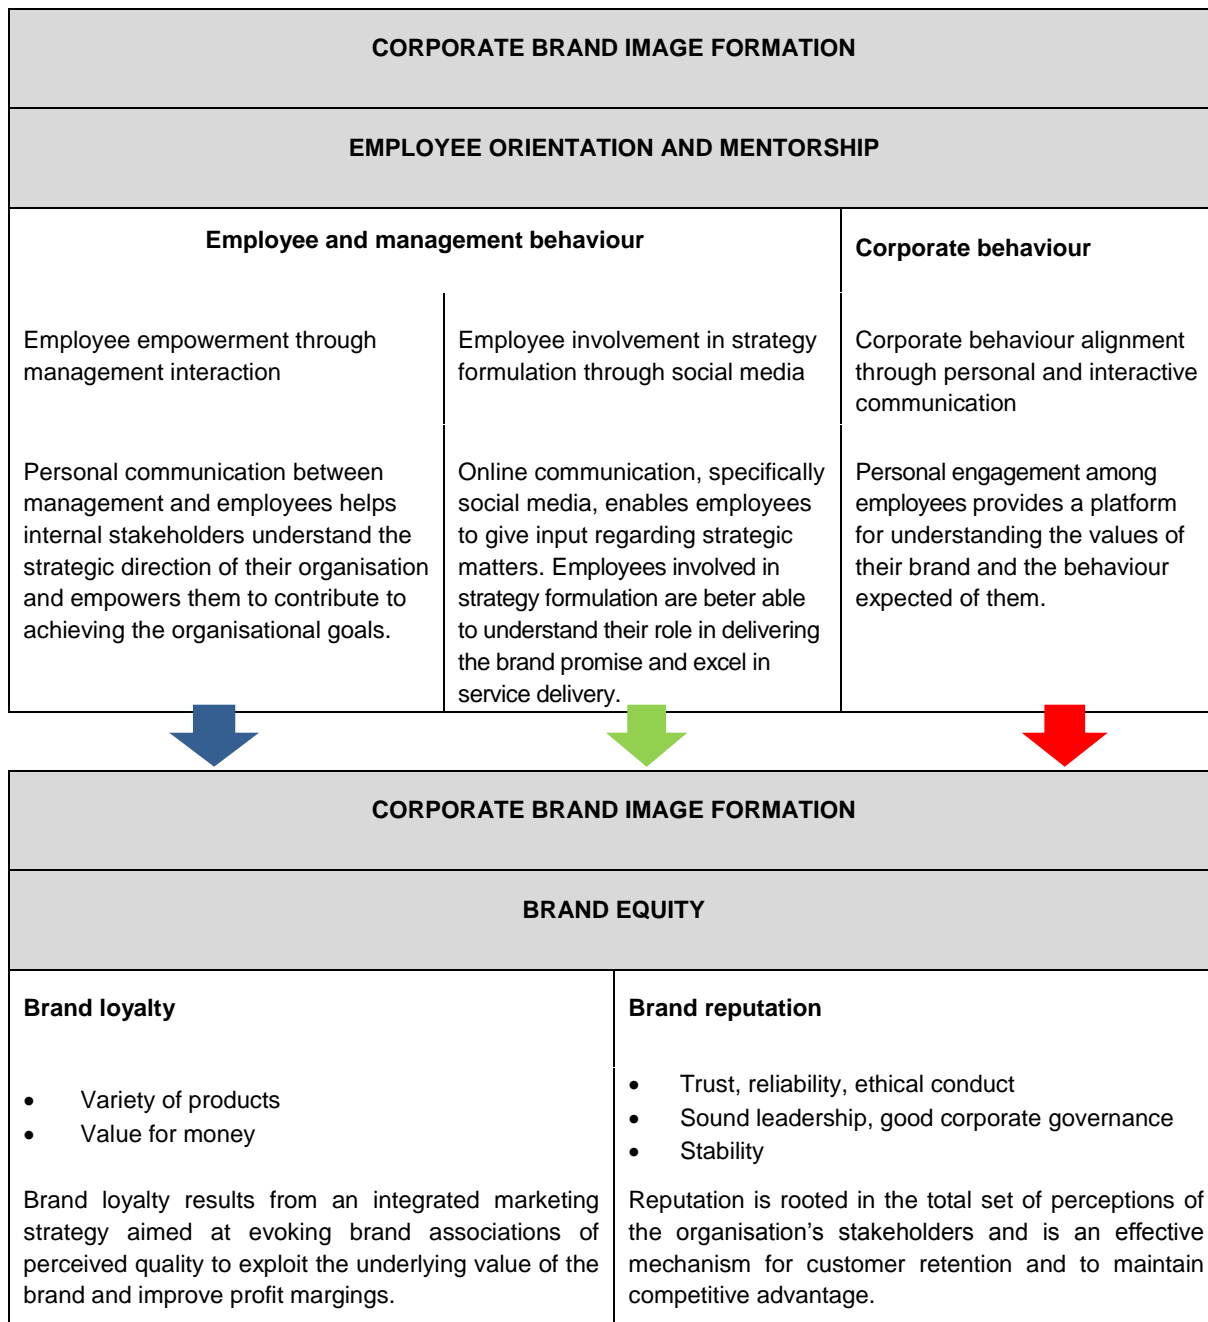 CORPORATE BRAND IMAGE FORMATION
EMPLOYEE ORIENTATION AND MENTORSHIP
Employee and management behaviour
Corporate behaviour
Employee empowerment through
management interaction
Employee involvement in strategy
formulation through social media
Corporate behaviour alignment
through personal and interactive
communication
Personal communication between
management and employees helps
internal stakeholders understand the
strategic direction of their organisation
and empowers them to contribute to
achieving the organisational goals.
Online communication, specifically
social media, enables employees
to give input regarding strategic
matters. Employees involved in
strategy formulation are beter able
to understand their role in delivering
the brand promise and excel in
service delivery.
Personal engagement among
employees provides a platform
for understanding the values of
their brand and the behaviour
expected of them.
CORPORATE BRAND IMAGE FORMATION
BRAND EQUITY
Brand loyalty
• Variety of products
• Value for money
Brand loyalty results from an integrated marketing
strategy aimed at evoking brand associations of
perceived quality to exploit the underlying value of the
brand and improve profit margings.
Brand reputation
• Trust, reliability, ethical conduct
• Sound leadership, good corporate governance
• Stability
Reputation is rooted in the total set of perceptions of
the organisation’s stakeholders and is an effective
mechanism for customer retention and to maintain
competitive advantage.